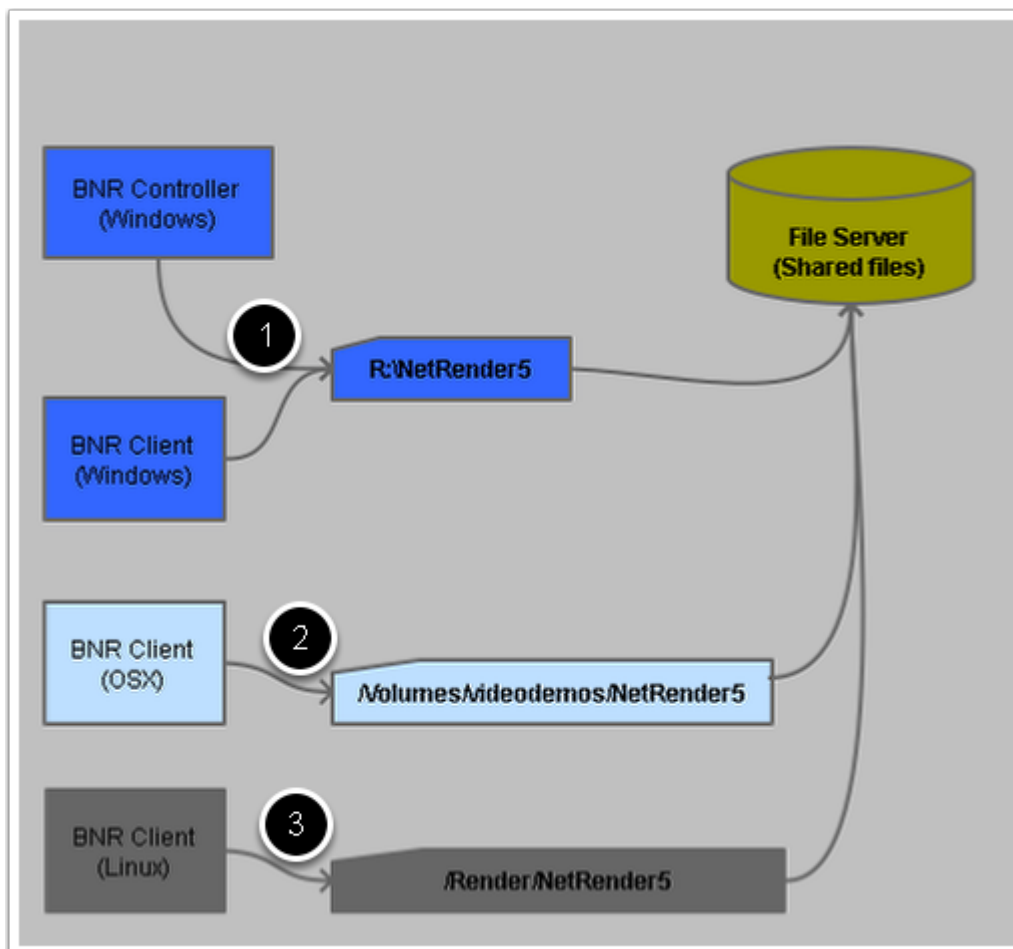 BNR Controller
(Windows)
File Server
(Shared files)
1
R:\NetRender5
BNR Client
(Windows)
BNR Client
(OSX)
2
/Volumes/videodemos/NetRender5
BNR Client
(Linux)
3
/Render/NetRender5